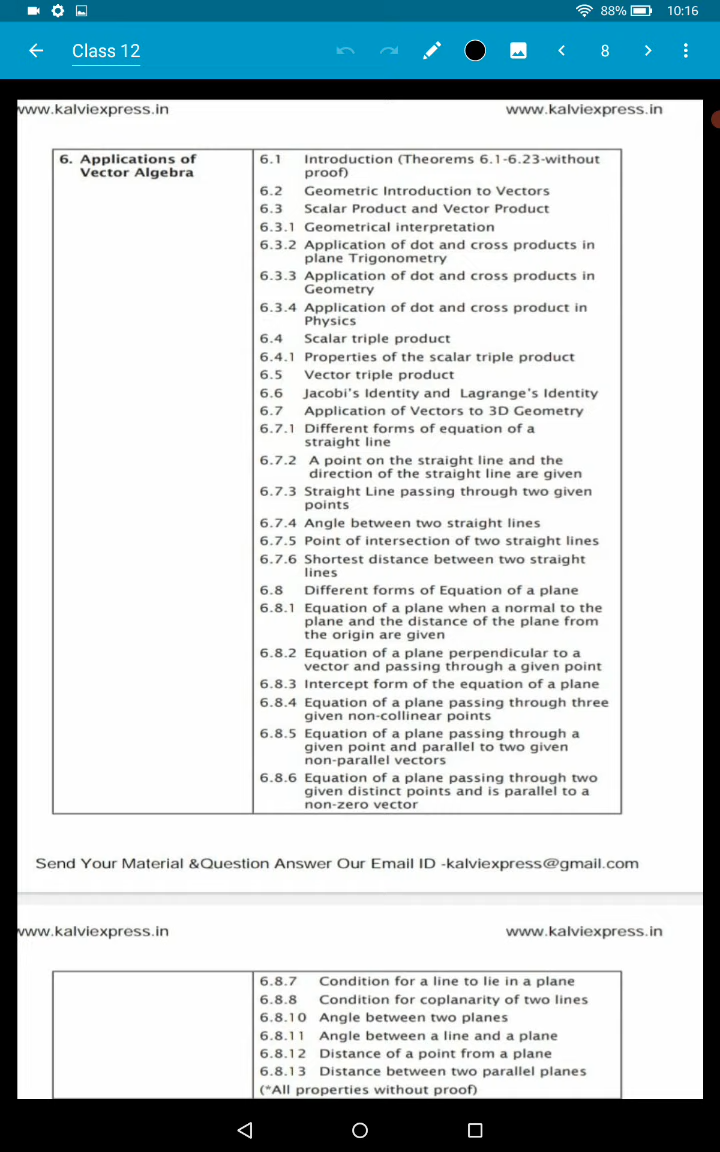 88% 10:16
Class 12 8
www.kalviexpress.in www.kalviexpress.in
6. Applications of
Vector Algebra
6.1 Introduction (Theorems 6.1-6.23-without
proof)
6.2 Geometric Introduction to Vectors
6.3 Scalar Product and Vector Product
6.3.1 Geometrical interpretation
6.3.2 Application of dot and cross products in
plane Trigonometry
6.3.3 Application of dot and cross products in
Geometry
6.3.4 Application of dot and cross product in
Physics
6.4 Scalar triple product
6.4.1 Properties of the scalar triple product
6.5 Vector triple product
6.6 Jacobi's Identity and Lagrange's Identity
6.7 Application of Vectors to 3D Geometry
6.7.1 Different forms of equation of a
straight line
6.7.2 A point on the straight line and the
direction of the straight line are given
6.7.3 Straight Line passing through two given
points
6.7.4 Angle between two straight lines
6.7.5 Point of intersection of two straight lines
6.7.6 Shortest distance between two straight
lines
6.8 Different forms of Equation of a plane
6.8.1 Equation of a plane when a normal to the
plane and the distance of the plane from
the origin are given
6.8.2 Equation of a plane perpendicular to a
vector and passing through a given point
6.8.3 Intercept form of the equation of a plane
6.8.4 Equation of a plane passing through three
given non-collinear points
6.8.5 Equation of a plane passing through a
given point and parallel to two given
non-parallel vectors
6.8.6 Equation of a plane passing through two
given distinct points and is parallel to a
non-zero vector
Send Your Material &Question Answer Our Email ID -kalviexpress@gmail.com
www.kalviexpress.in www.kalviexpress.in
6.8.7 Condition for a line to lie in a plane
6.8.8 Condition for coplanarity of two lines
6.8.10 Angle between two planes
6.8.11 Angle between a line and a plane
6.8.12 Distance of a point from a plane
6.8.13 Distance between two parallel planes
(*All properties without proof)